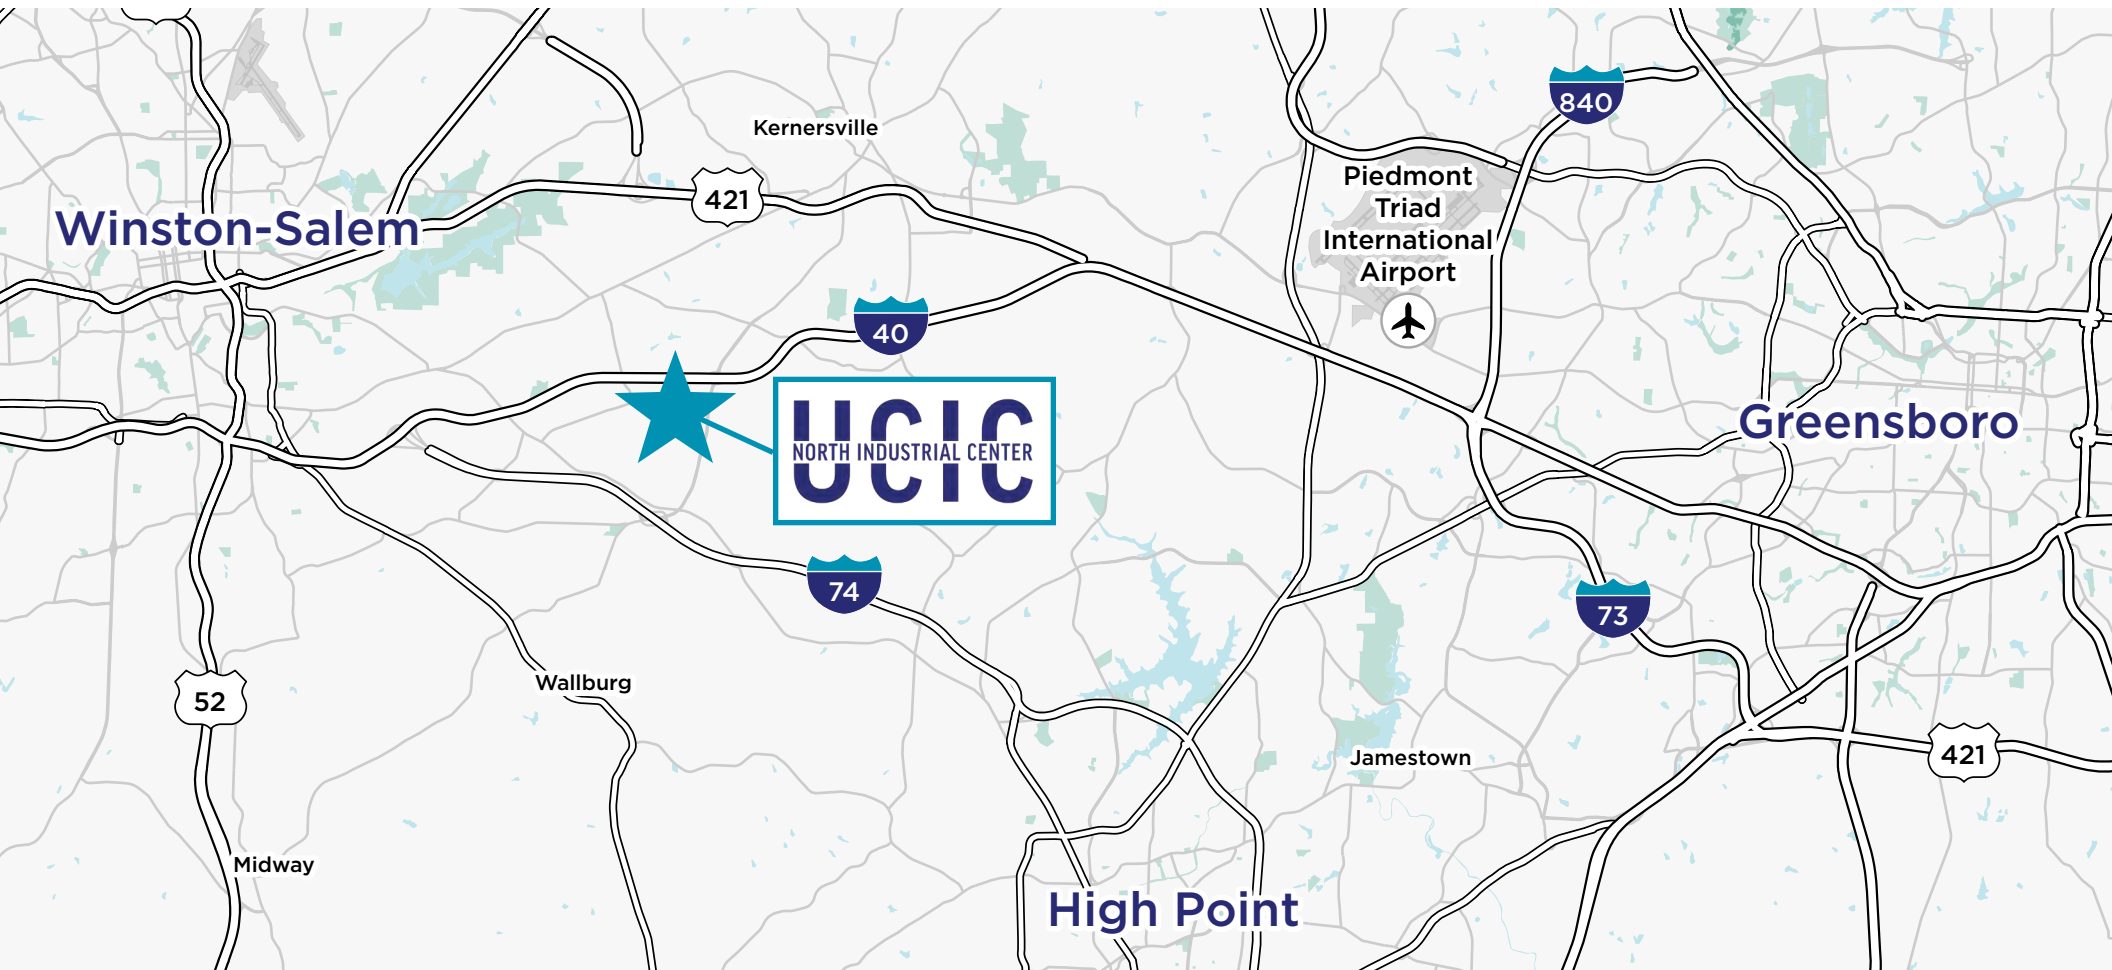 840
Kernersville
Piedmont
Triad
International
Airport
421
Winston-Salem
40
UCIC
NORTH INDUSTRIAL CENTER
Greensboro
74
73
Wallburg
52
Jamestown
421
Midway
High Point